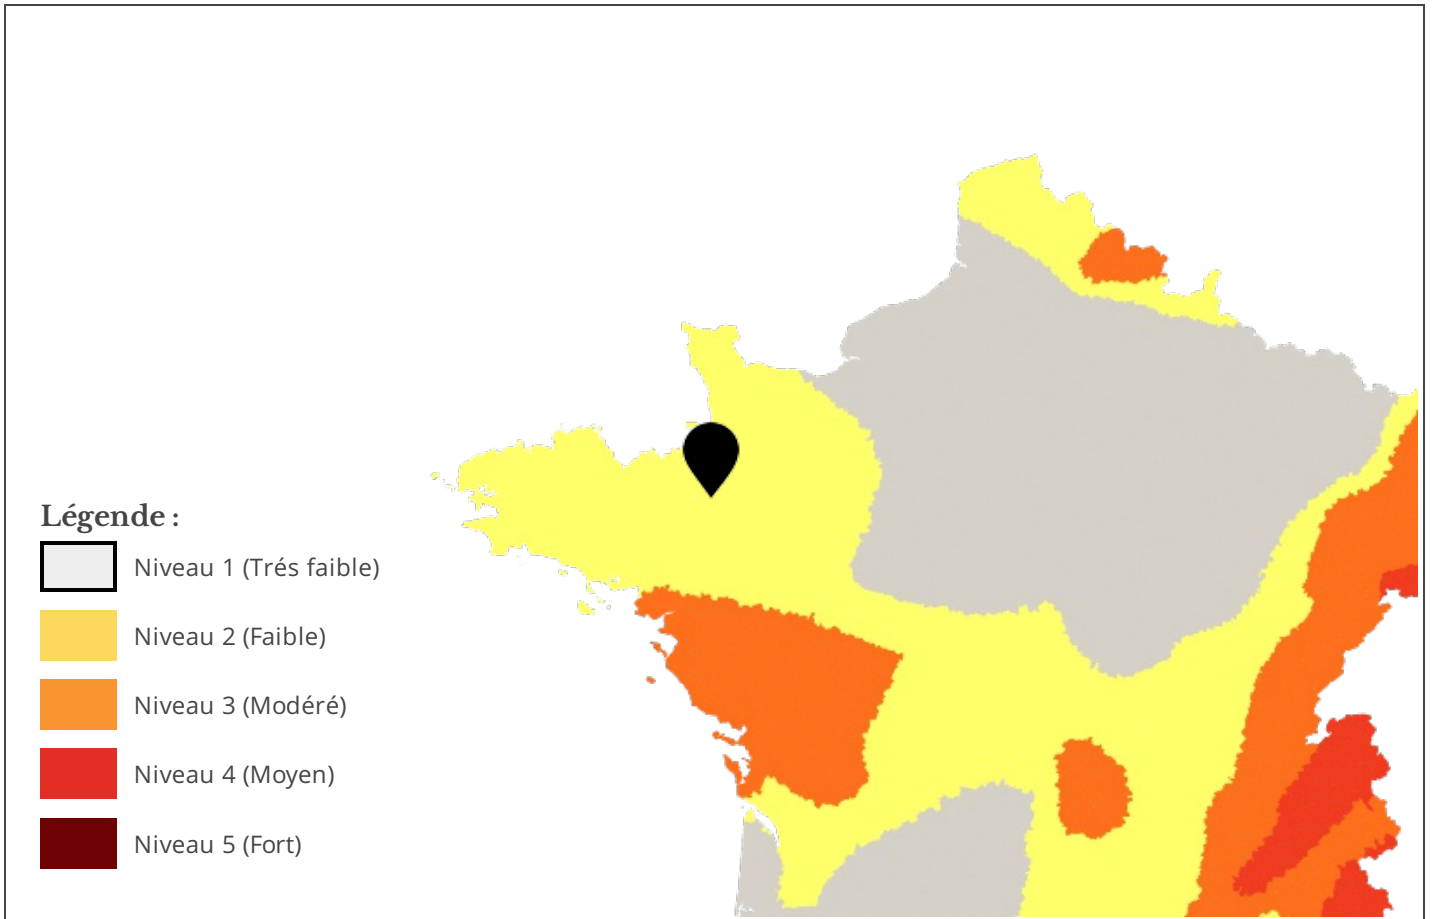 Légende :
Niveau 1 (Trés faible)
Niveau 2 (Faible)
Niveau 3 (Modéré)
Niveau 4 (Moyen)
Niveau 5 (Fort)